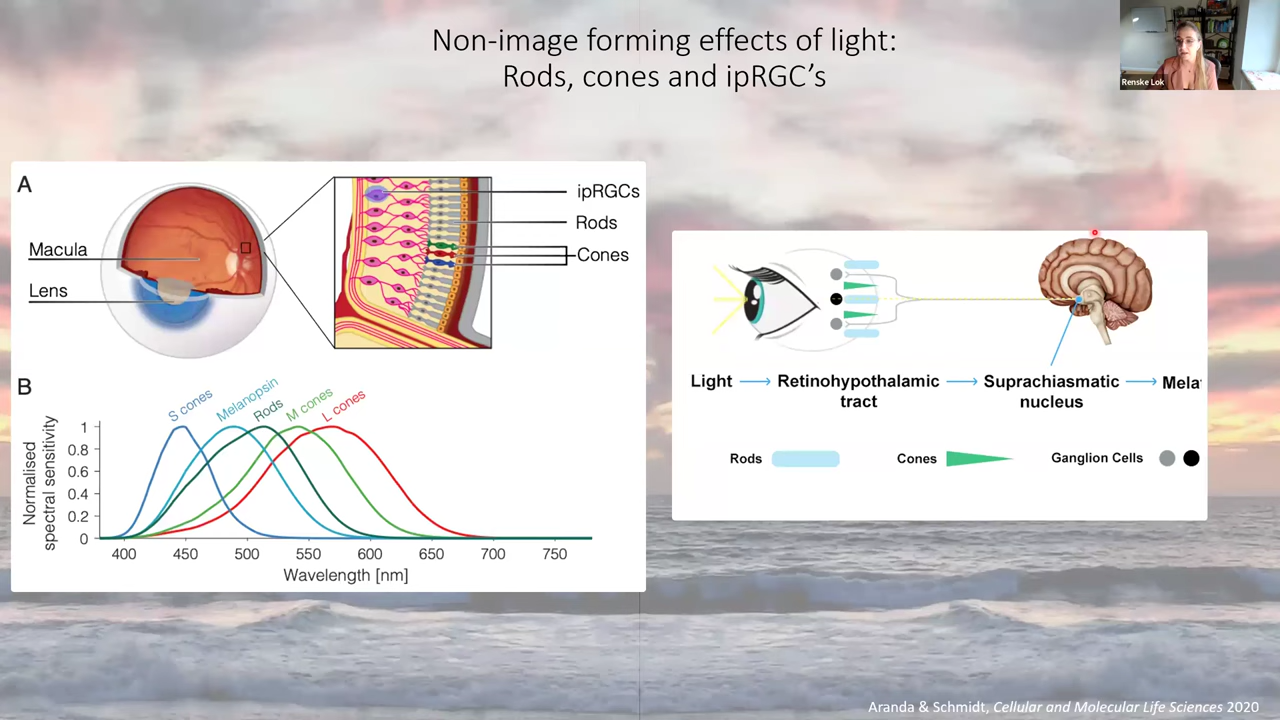 Non-image forming effects of light:
Rods, cones and ipRGC's
Renske Lok
A
Macula
Lens
ipRGCs
Rods
Cones
B
Normalised
spectral sensitivity
1
0.8
0.6
0.4
0.2
0
S cones
Melanopsin
Rods
M cones
L cones
400 450 500 550 600 650 700 750
Wavelength [nm]
Light
Retinohypothalamic
tract
Suprachiasmatic
nucleus
Mela
Rods
Cones
Ganglion Cells
Aranda & Schmidt, Cellular and Molecular Life Sciences 2020